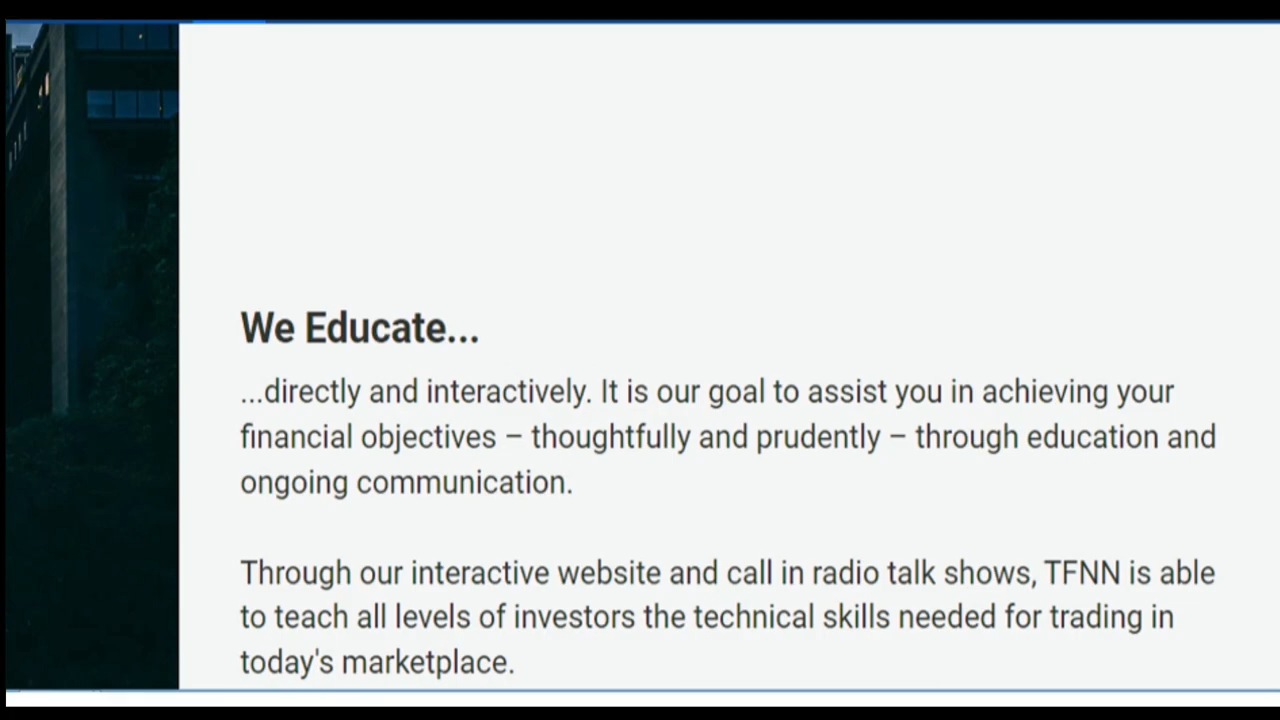 We Educate...
...directly and interactively. It is our goal to assist you in achieving your
financial objectives – thoughtfully and prudently – through education and
ongoing communication.
Through our interactive website and call in radio talk shows, TFNN is able
to teach all levels of investors the technical skills needed for trading in
today's marketplace.